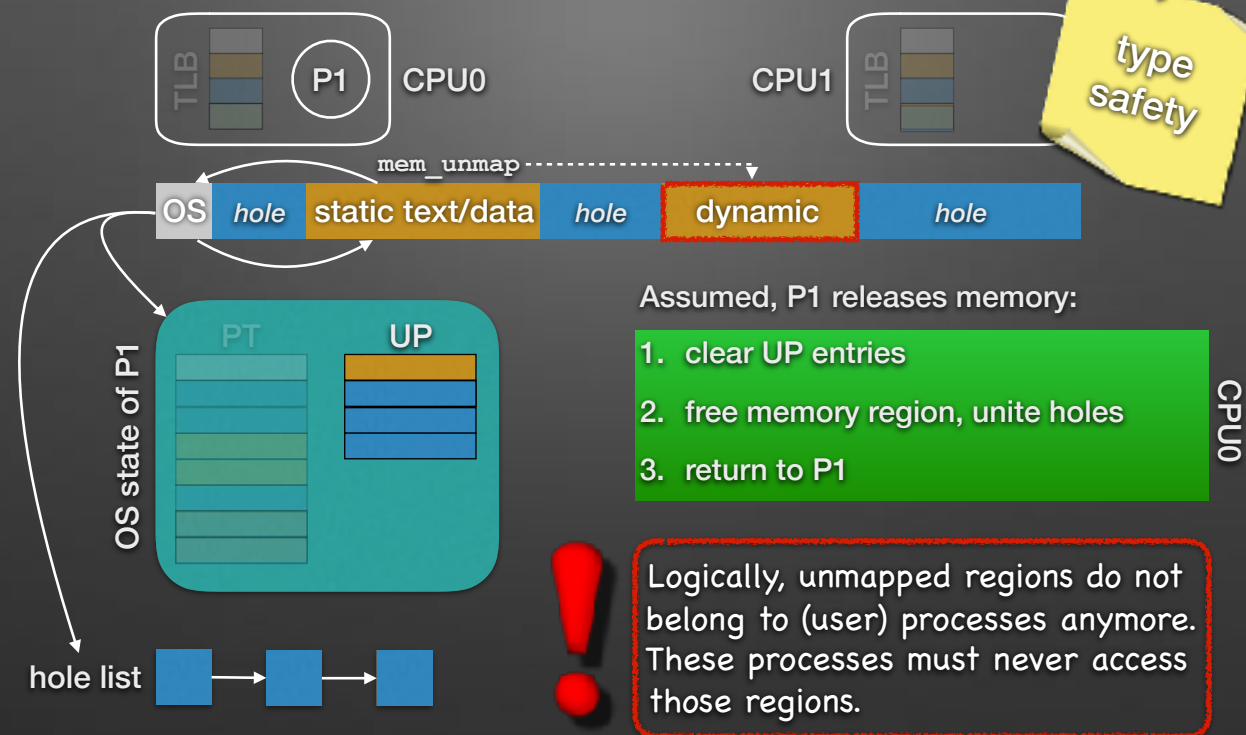 TLB
P1
CPU0
CPU1
TLB
type
safety
mem_unmap
OS
hole
static text/data
hole
dynamic
hole
OS state of P1
PT
UP
Assumed, P1 releases memory:
1. clear UP entries
2. free memory region, unite holes
3. return to P1
CPU0
Logically, unmapped regions do not
belong to (user) processes anymore.
These processes must never access
those regions.
hole list